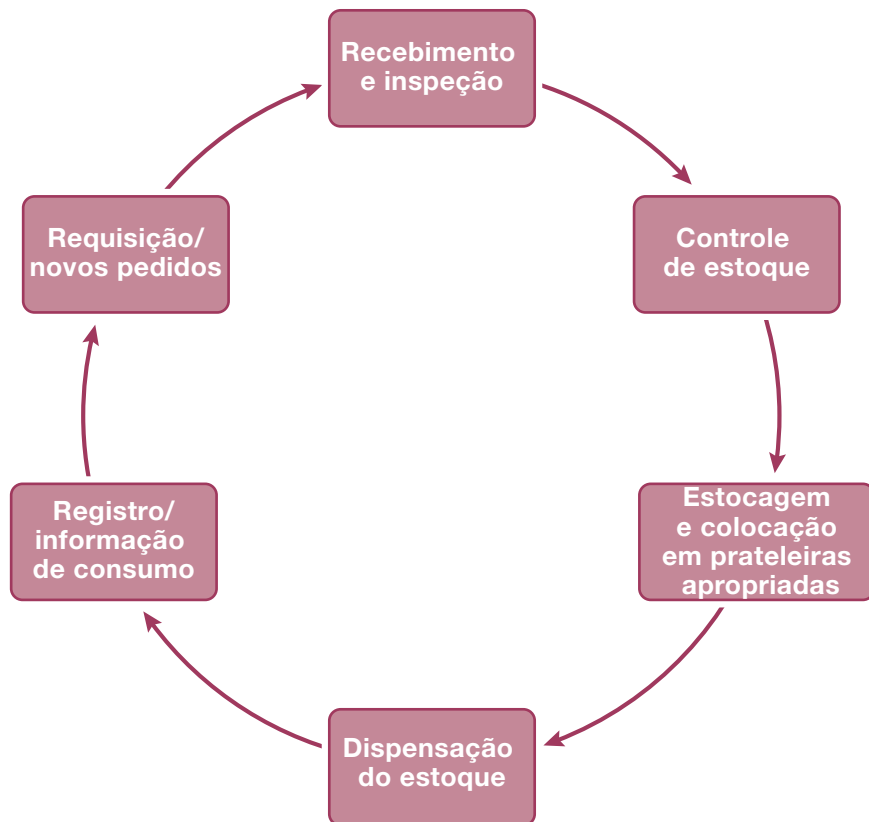 Recebimento
e inspeção
Controle
de estoque
Estocagem
e colocação
em prateleiras
apropriadas
Dispensação
do estoque
Registro/
informação
de consumo
Requisição/
novos pedidos